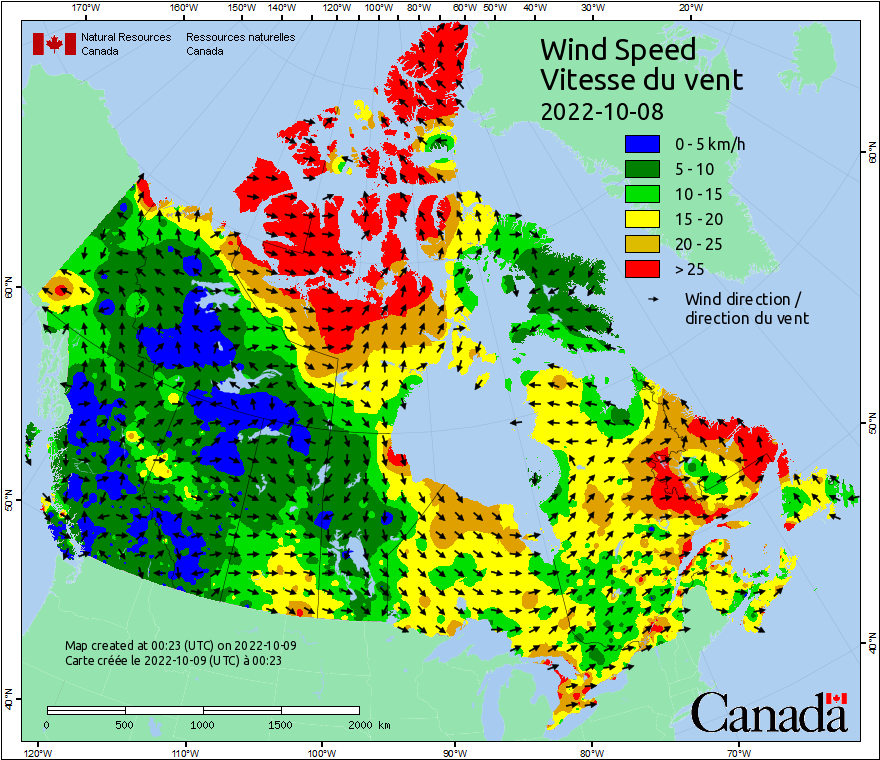 170°W 160°W 150°W 140°W 130°W 120°W 110°W 100°W 90°W 80°W 70°W 60°W 50°W 40°W 30°W 20°W
Natural Resources Canada
Ressources naturelles Canada
Wind Speed
Vitesse du vent
2022-10-08
0 - 5 km/h
5 - 10
10 - 15
15 - 20
20 - 25
> 25
Wind direction /
direction du vent
60°N
60°N
50°N
50°N
40°N
40°N
Map created at 00:23 (UTC) on 2022-10-09
Carte créée le 2022-10-09 (UTC) à 00:23
0 500 1000 1500 2000 km
Canada
120°W 110°W 100°W 90°W 80°W 70°W